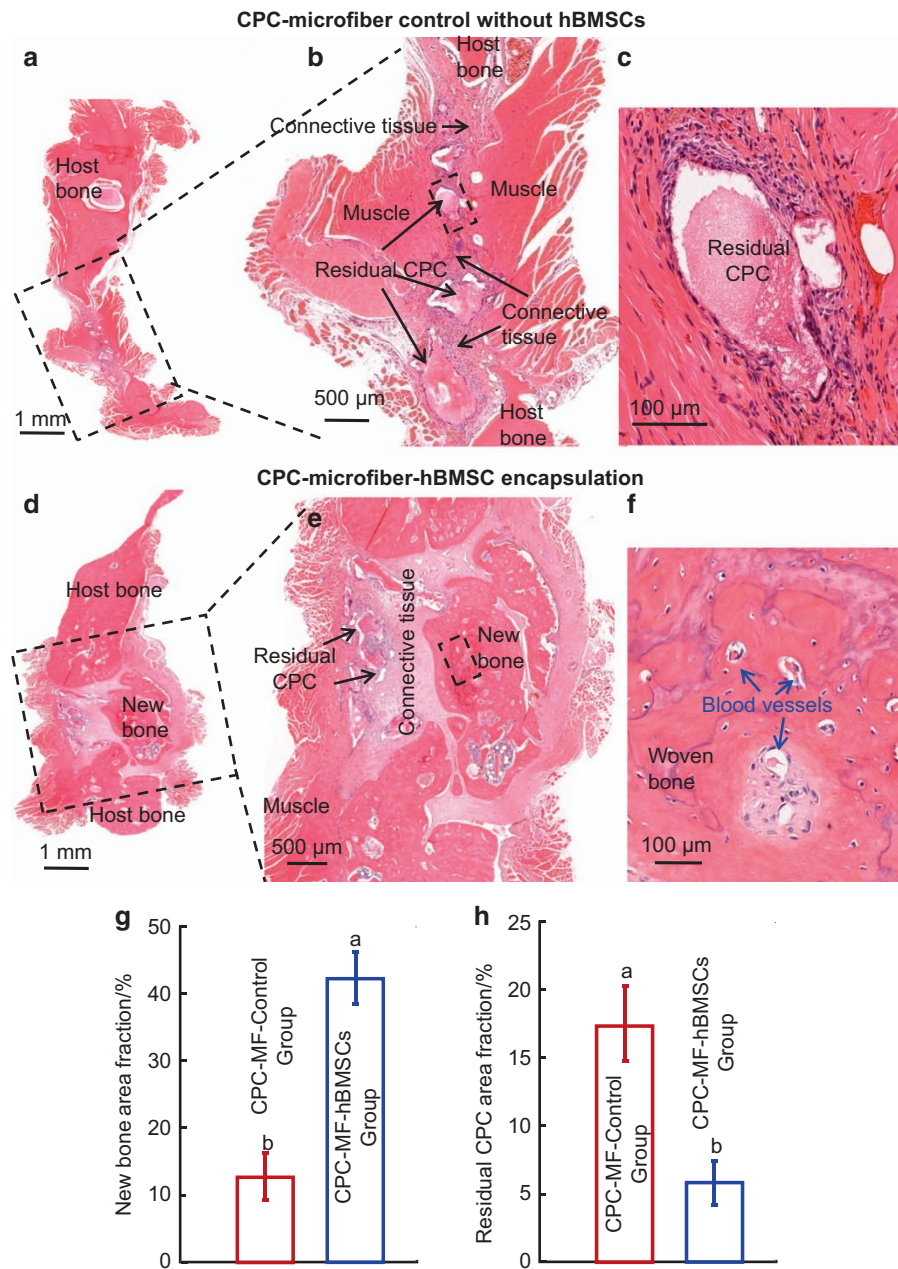 CPC-microfiber control without hBMSCs
a
Host
bone
1 mm
b
Host
bone
Connective tissue
Muscle
Muscle
Residual CPC
Connective
tissue
500 µm
Host
bone
c
Residual
CPC
100 µm
CPC-microfiber-hBMSC encapsulation
d
Host bone
New
bone
Host bone
1 mm
e
Residual
CPC
Connective tissue
New
bone
Muscle
500 µm
f
Blood vessels
Woven
bone
100 µm
g
New bone area fraction/%
50
40
30
20
10
0
b
CPC-MF-Control
Group
a
CPC-MF-hBMSCs
Group
h
Residual CPC area fraction/%
25
20
15
10
5
0
a
CPC-MF-Control
Group
b
CPC-MF-hBMSCs
Group